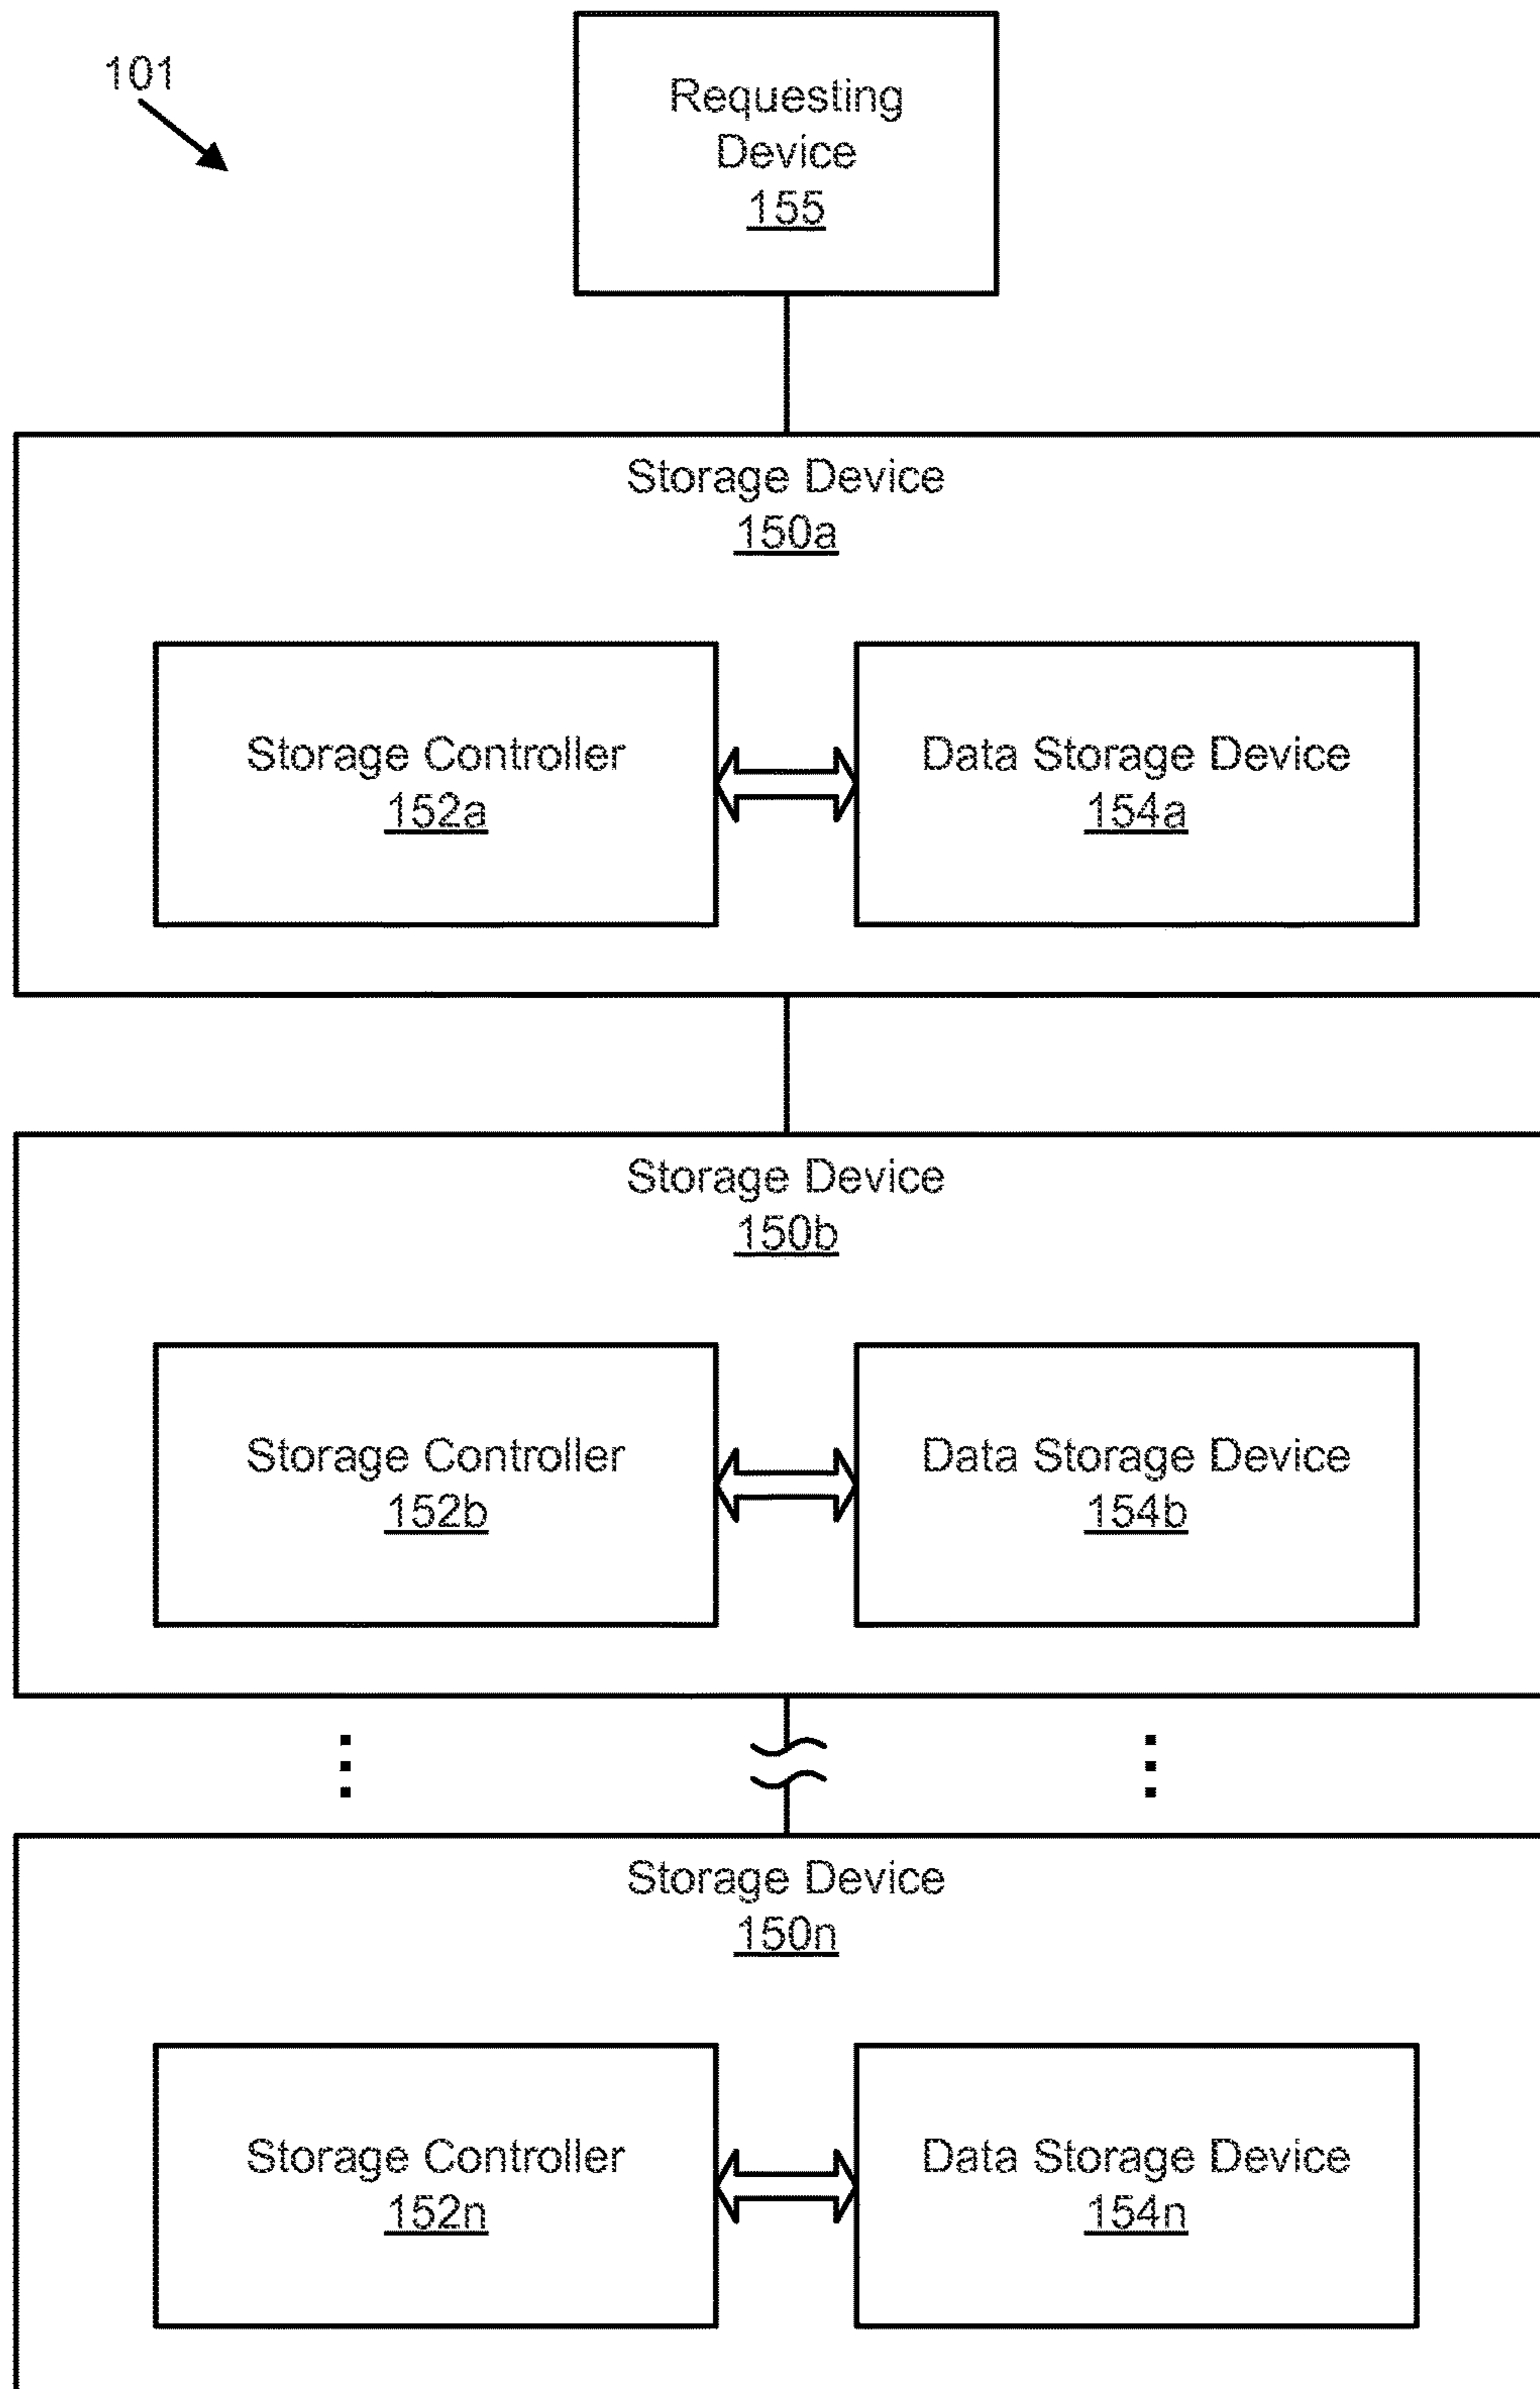 101
Requesting
Device
155
Storage Device
150a
Storage Controller
152a
Data Storage Device
154a
Storage Device
150b
Storage Controller
152b
Data Storage Device
154b
Storage Device
150n
Storage Controller
152n
Data Storage Device
154n